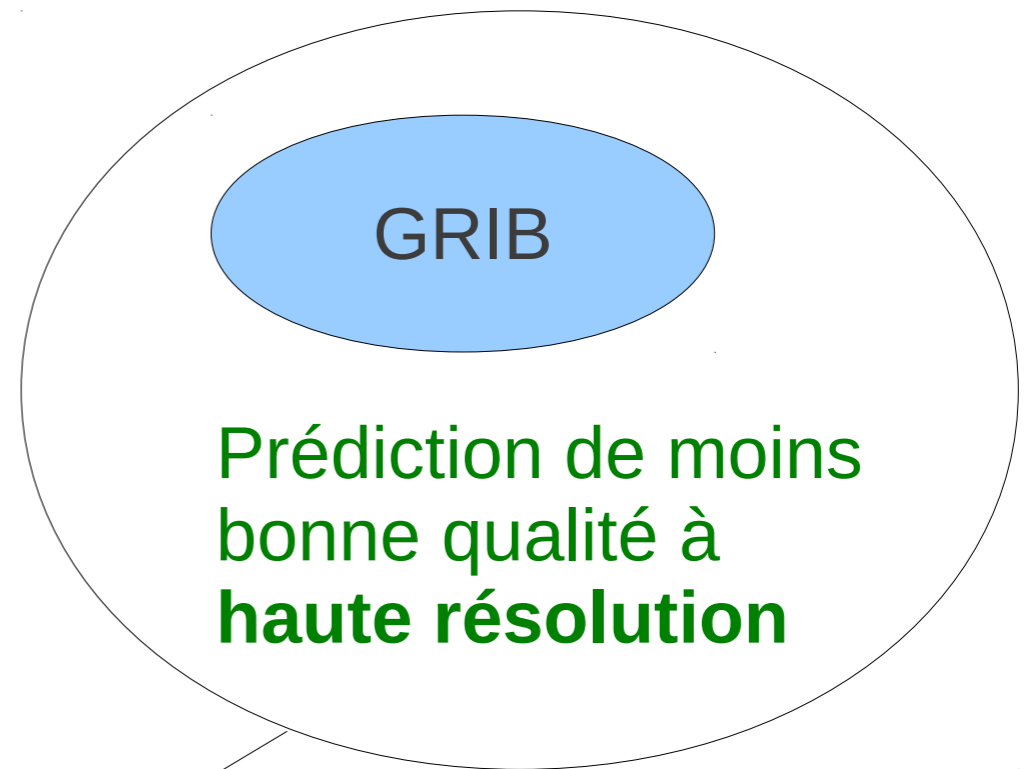 GRIB
Prédiction de moins
bonne qualité à
haute résolution